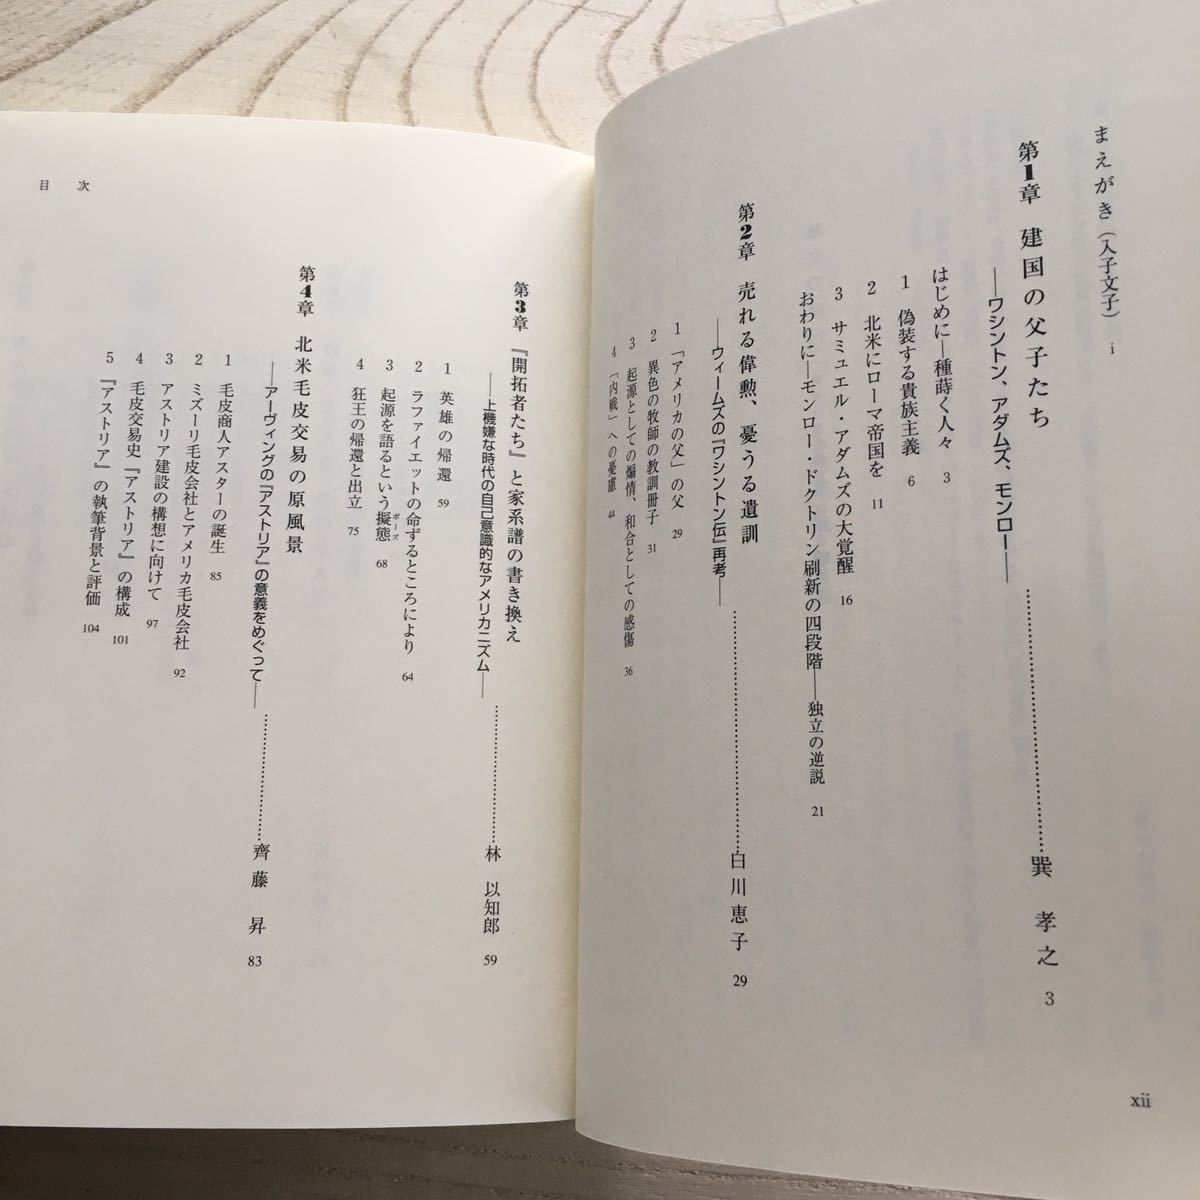 まえがき（入子文子） i
第1章 建国の父子たち
――ワシントン、アダムズ、モンロー―― …… 巽 孝之 3
はじめに―種蒔く人々 3
1 偽装する貴族主義 6
2 北米にローマ帝国を 11
3 サミュエル・アダムズの大覚醒 16
おわりに―モンロー・ドクトリン刷新の四段階――独立の逆説 21
第2章 売れる偉勲、憂うる遺訓
――ウィームズの『ワシントン伝』再考―― …… 白川恵子 29
1 「アメリカの父」の父 29
2 異色の牧師の教訓冊子 31
3 起源としての煽情、和合としての感傷 36
4 「内戦」への憂慮 44
xii
第3章 『開拓者たち』と家系譜の書き換え
――上機嫌な時代の自己意識的なアメリカニズム―― …… 林 以知郎 59
1 英雄の帰還 59
2 ラファイエットの命ずるところにより 64
3 起源を語るという擬態 ポーズ 68
4 狂王の帰還と出立 75
第4章 北米毛皮交易の原風景
――アーヴィングの『アストリア』の意義をめぐって―― …… 齊藤 昇 83
1 毛皮商人アスターの誕生 85
2 ミズーリ毛皮会社とアメリカ毛皮会社 92
3 アストリア建設の構想に向けて 97
4 毛皮交易史『アストリア』の構成 101
5 『アストリア』の執筆背景と評価 104
目 次